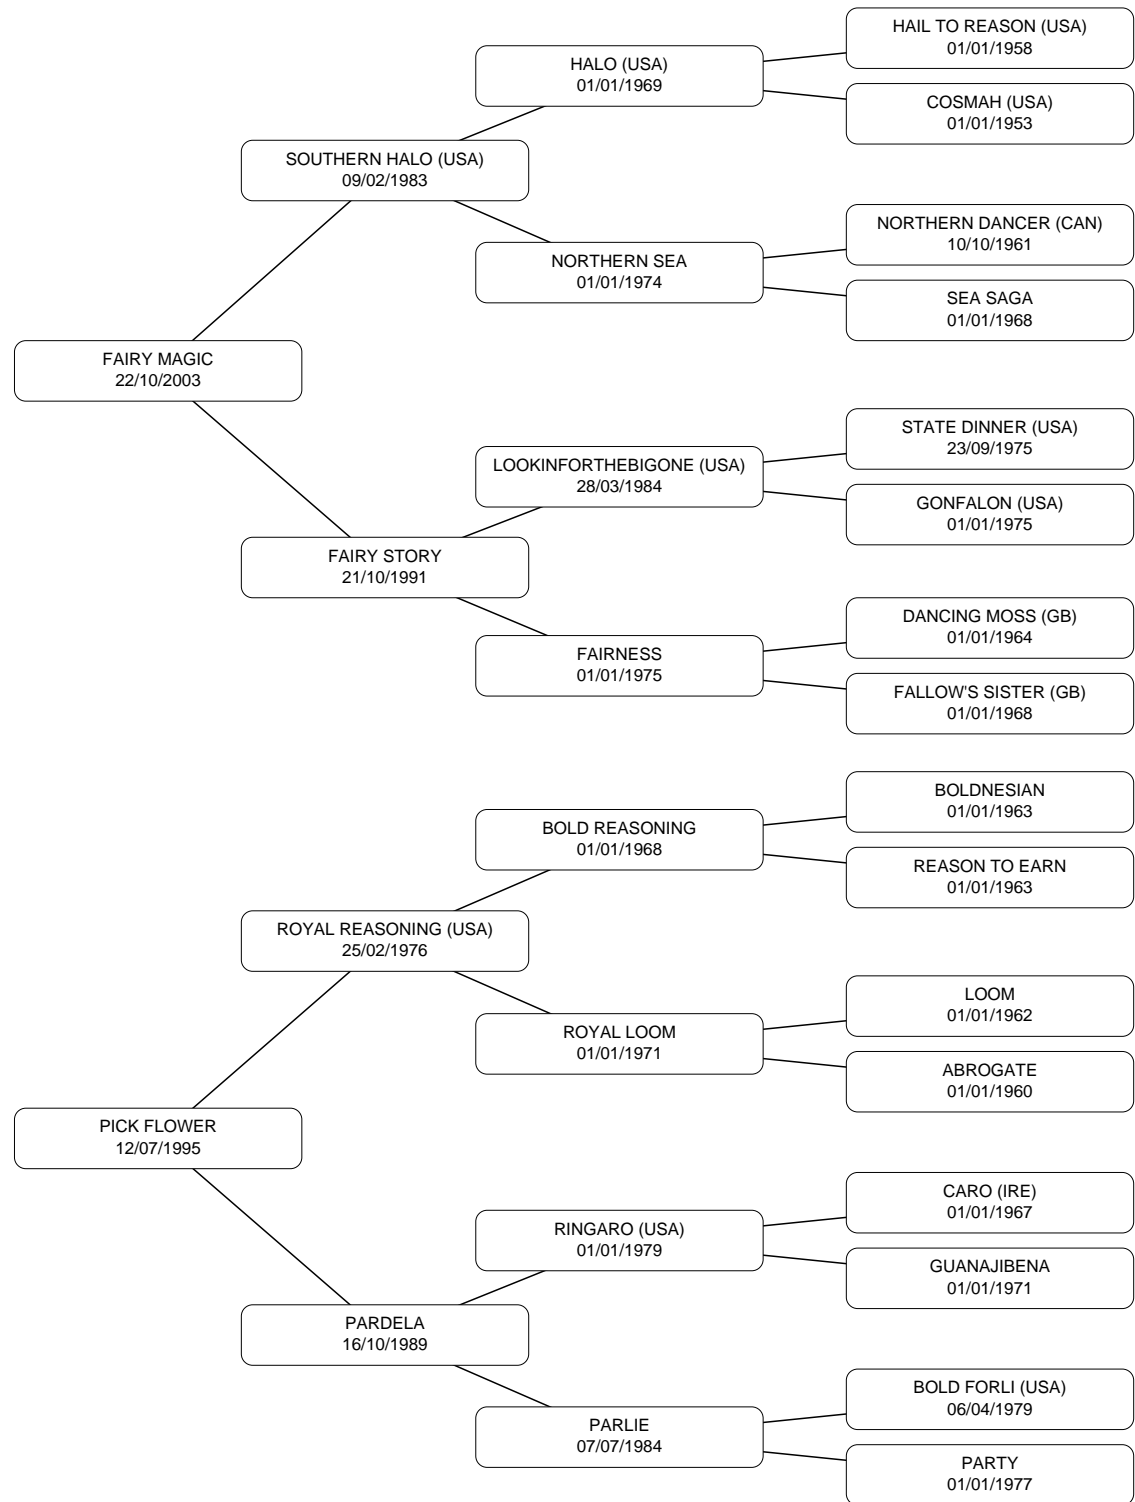 HAIL TO REASON (USA)
01/01/1958
HALO (USA)
01/01/1969
COSMAH (USA)
01/01/1953
SOUTHERN HALO (USA)
09/02/1983
NORTHERN DANCER (CAN)
10/10/1961
NORTHERN SEA
01/01/1974
SEA SAGA
01/01/1968
FAIRY MAGIC
22/10/2003
STATE DINNER (USA)
23/09/1975
LOOKINFORTHEBIGONE (USA)
28/03/1984
GONFALON (USA)
01/01/1975
FAIRY STORY
21/10/1991
DANCING MOSS (GB)
01/01/1964
FAIRNESS
01/01/1975
FALLOW'S SISTER (GB)
01/01/1968
BOLDNESIAN
01/01/1963
BOLD REASONING
01/01/1968
REASON TO EARN
01/01/1963
ROYAL REASONING (USA)
25/02/1976
LOOM
01/01/1962
ROYAL LOOM
01/01/1971
ABROGATE
01/01/1960
PICK FLOWER
12/07/1995
CARO (IRE)
01/01/1967
RINGARO (USA)
01/01/1979
GUANAJIBENA
01/01/1971
PARDELA
16/10/1989
BOLD FORLI (USA)
06/04/1979
PARLIE
07/07/1984
PARTY
01/01/1977